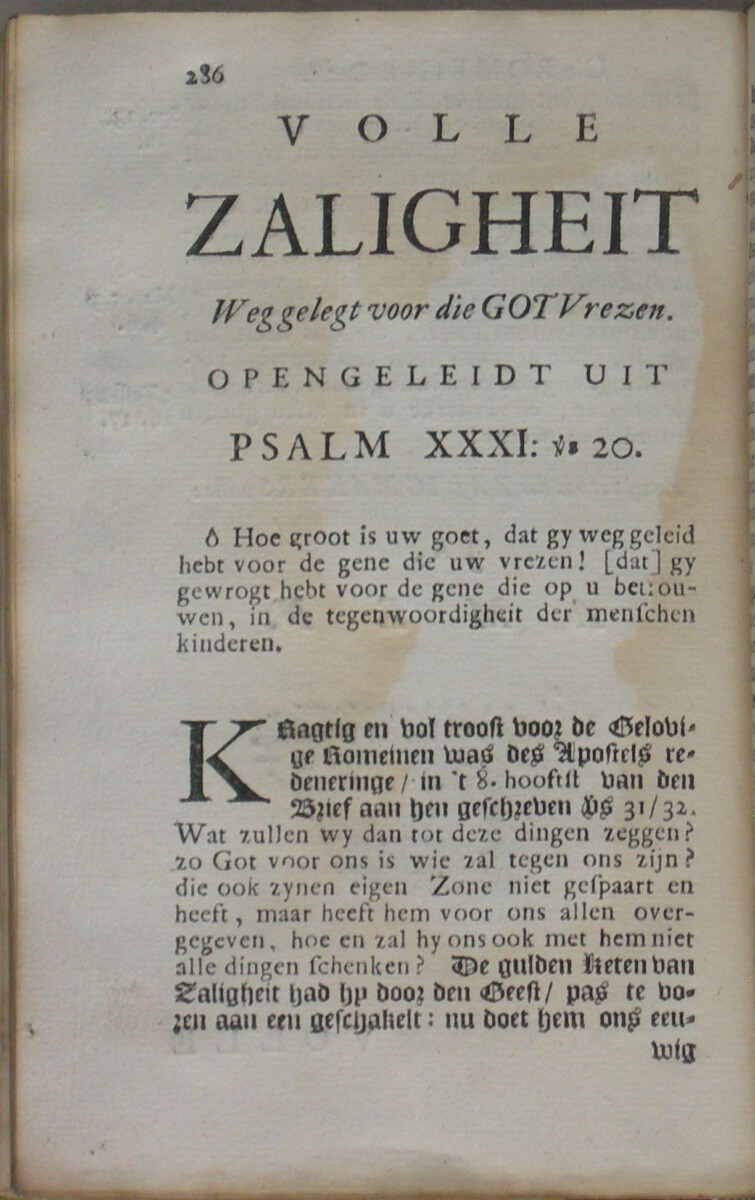 286
VOLLE
ZALIGHEIT
Weg gelegt voor die GOT Vrezen.
OPENGELEIDT UIT
PSALM XXXI: ℣. 20.
ô Hoe groot is uw goet, dat gy weg geleid
hebt voor de gene die uw vrezen! [dat] gy
gewrogt hebt voor de gene die op u betrou-
wen, in de tegenwoordigheit der menſchen
kinderen.
KRagtig en vol trooſt voor de Gelovi-
ge Romeinen was des Apoſtels re-
deneringe / in 't 8. hooftſt van den
Brief aan hen geſchreven ℣s 31/32.
Wat zullen wy dan tot deze dingen zeggen?
zo Got voor ons is wie zal tegen ons zijn?
die ook zynen eigen Zone niet geſpaart en
heeft, maar heeft hem voor ons allen over-
gegeven, hoe en zal hy ons ook met hem niet
alle dingen ſchenken? De gulden Keten van
Zaligheit had hy door den Geeſt / pas te vo-
ren aan een geſchakelt: nu doet hem ons eeu-
wig